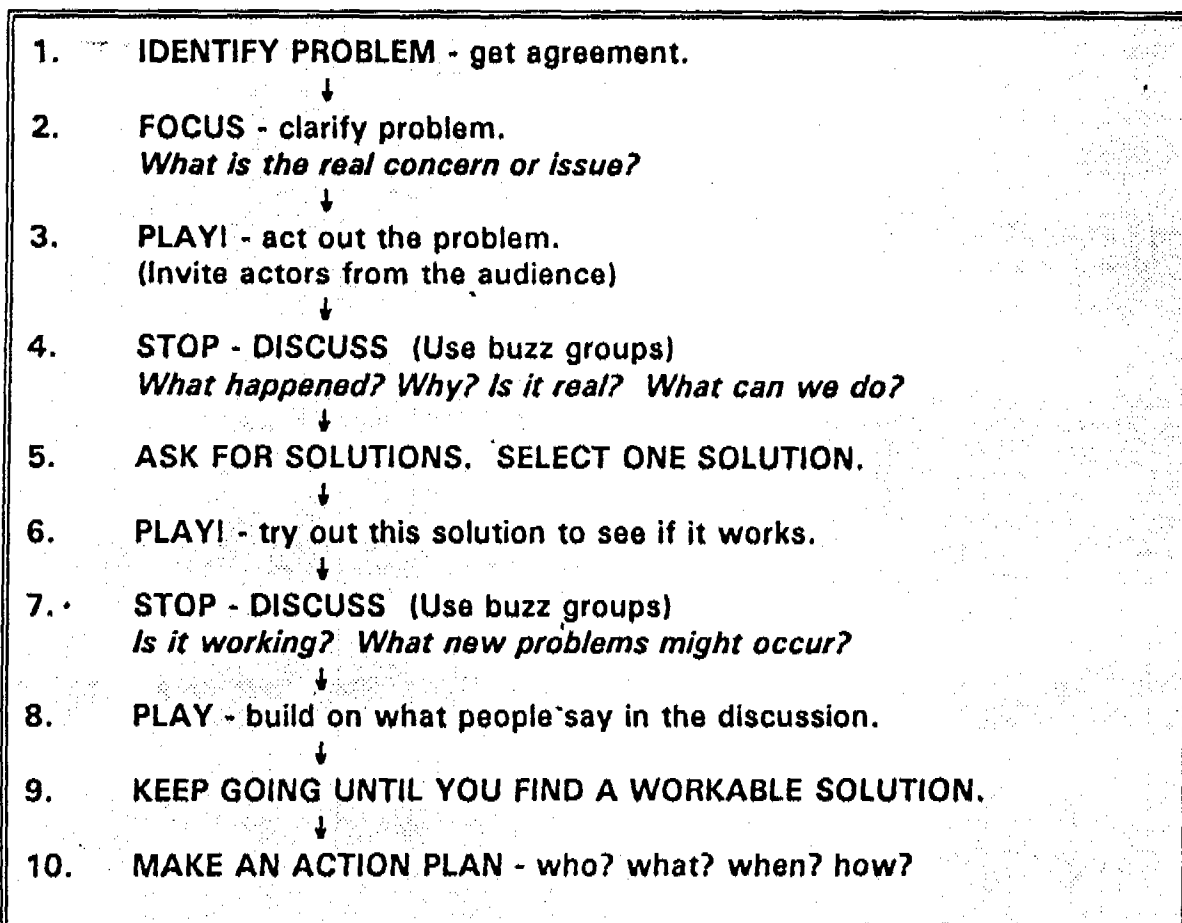 1. IDENTIFY PROBLEM - get agreement.
↓
2. FOCUS - clarify problem.
What is the real concern or issue?
↓
3. PLAY! - act out the problem.
(Invite actors from the audience)
↓
4. STOP - DISCUSS (Use buzz groups)
What happened? Why? Is it real? What can we do?
↓
5. ASK FOR SOLUTIONS. SELECT ONE SOLUTION.
↓
6. PLAY! - try out this solution to see if it works.
↓
7. STOP - DISCUSS (Use buzz groups)
Is it working? What new problems might occur?
↓
8. PLAY - build on what people say in the discussion.
↓
9. KEEP GOING UNTIL YOU FIND A WORKABLE SOLUTION.
↓
10. MAKE AN ACTION PLAN - who? what? when? how?